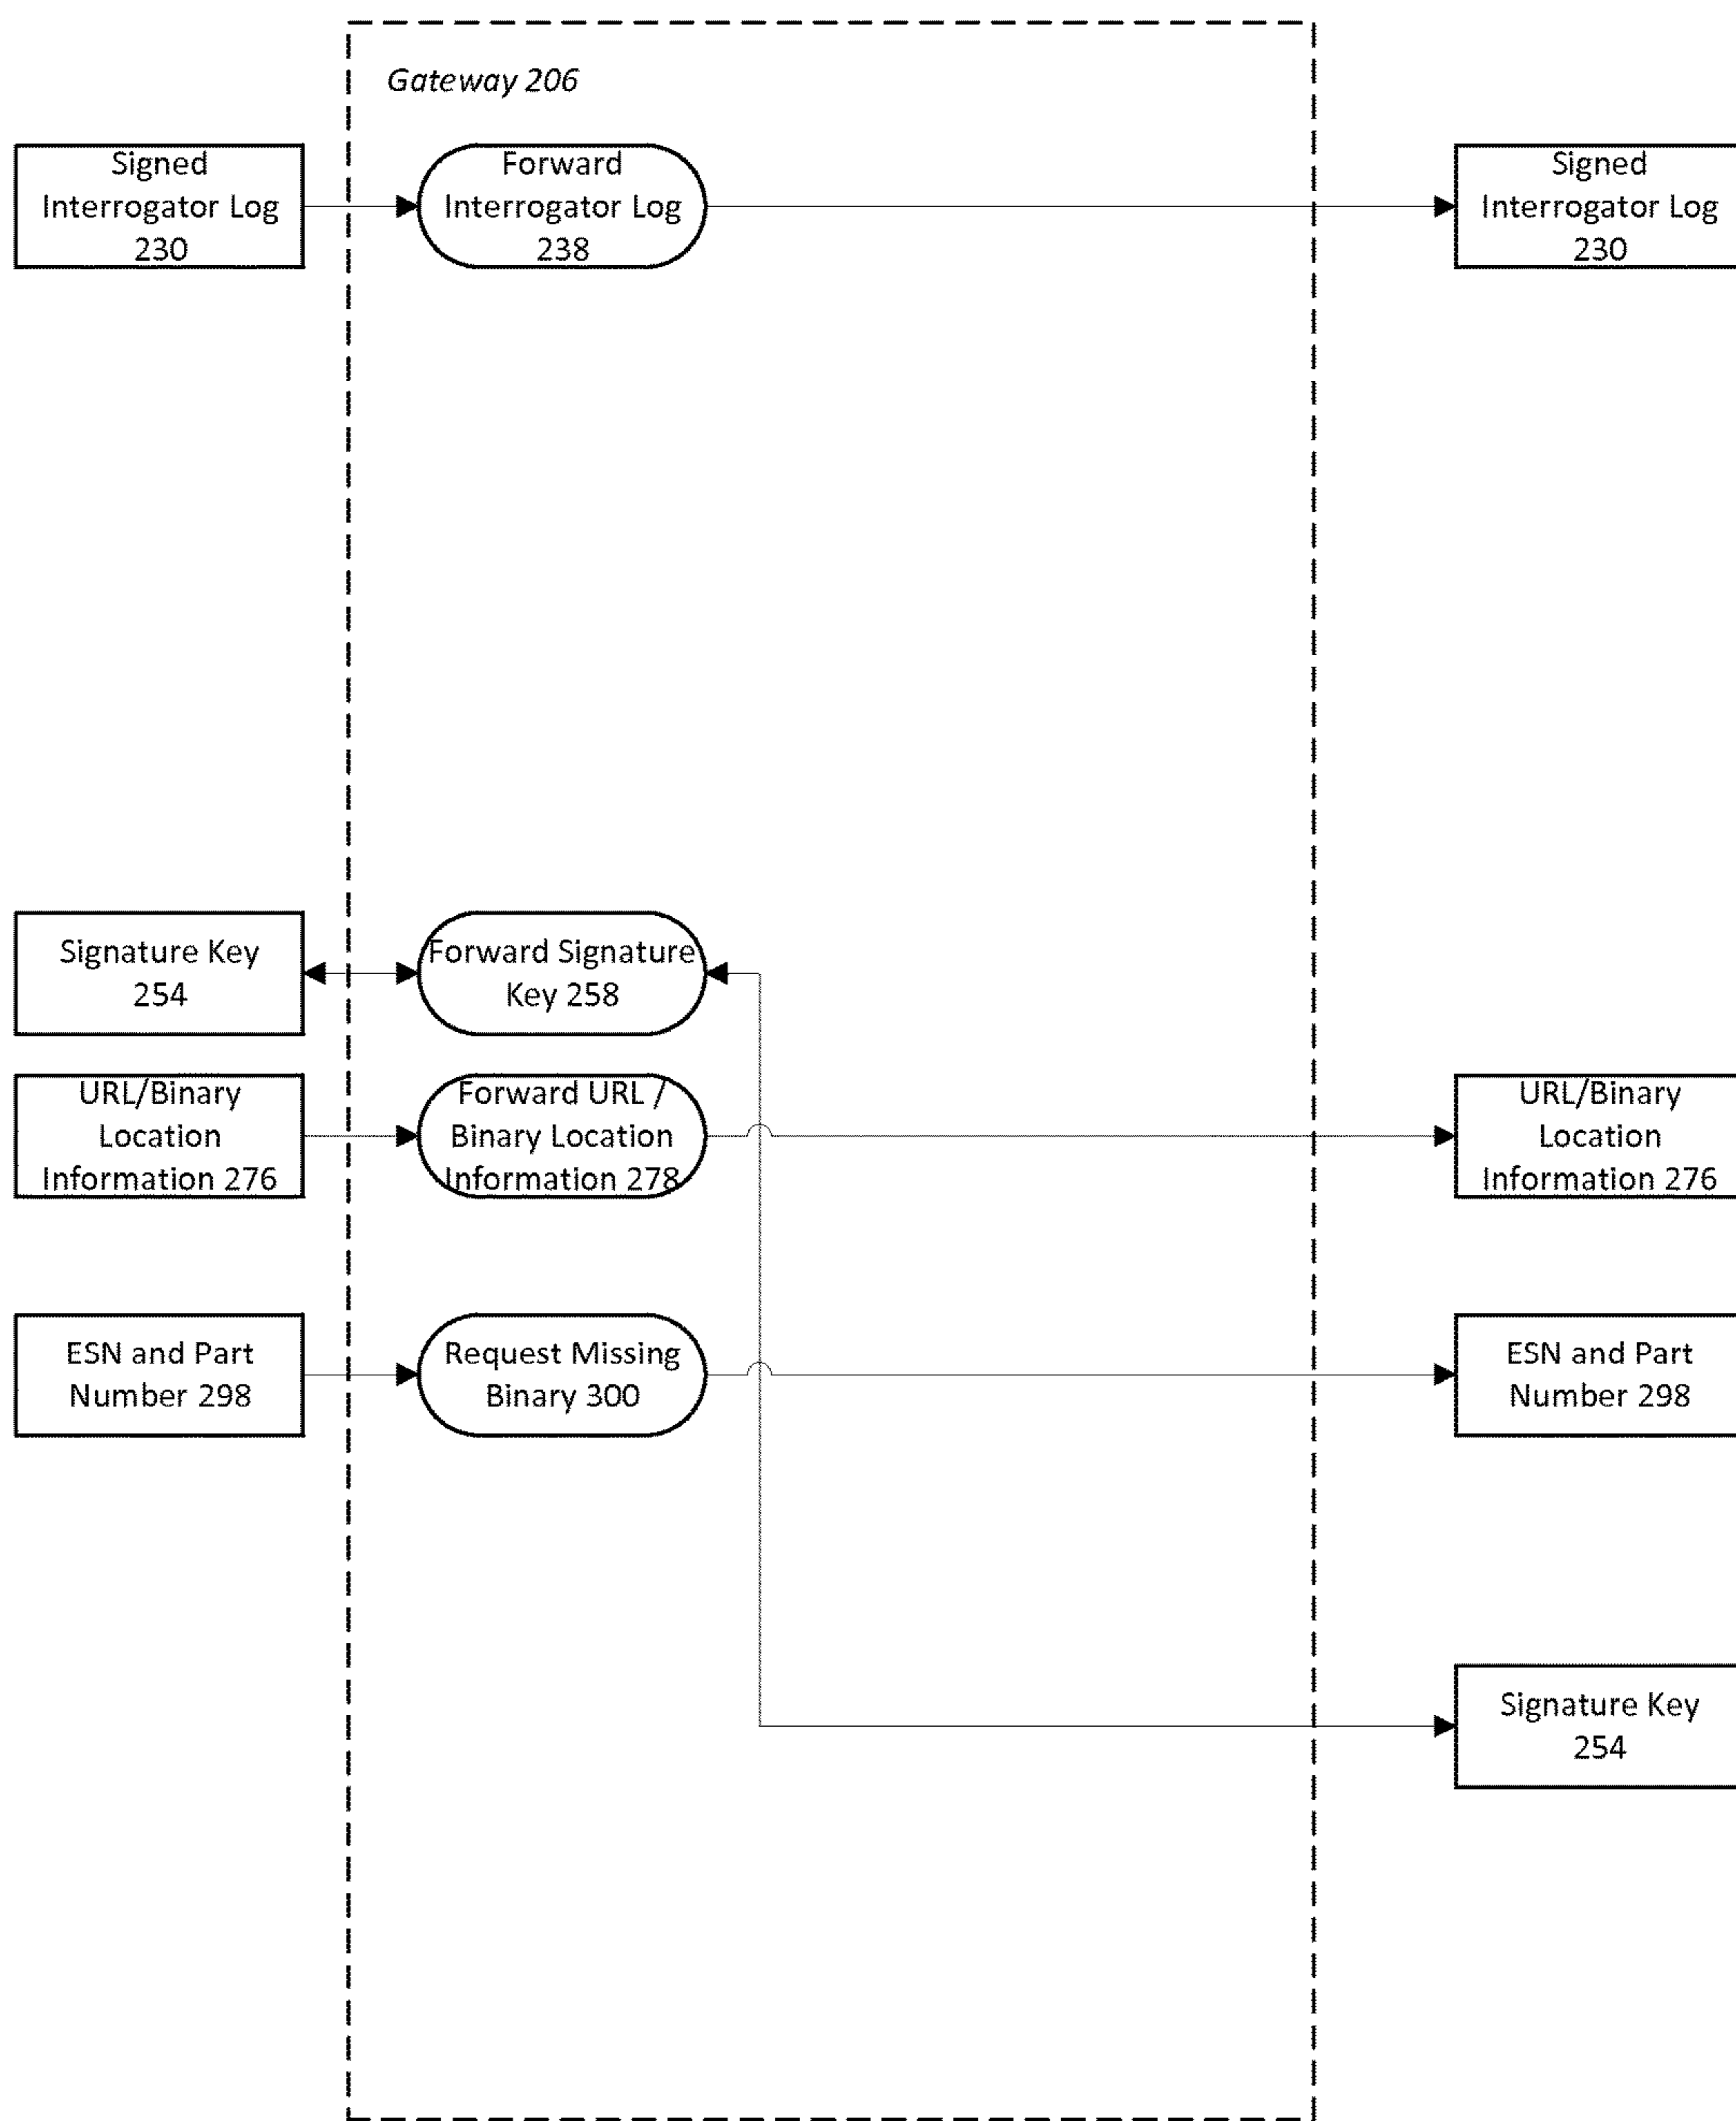 Gateway 206
Signed
Interrogator Log
230
Forward
Interrogator Log
238
Signed
Interrogator Log
230
Signature Key
254
Forward Signature
Key 258
URL/Binary
Location
Information 276
Forward URL /
Binary Location
Information 278
URL/Binary
Location
Information 276
ESN and Part
Number 298
Request Missing
Binary 300
ESN and Part
Number 298
Signature Key
254